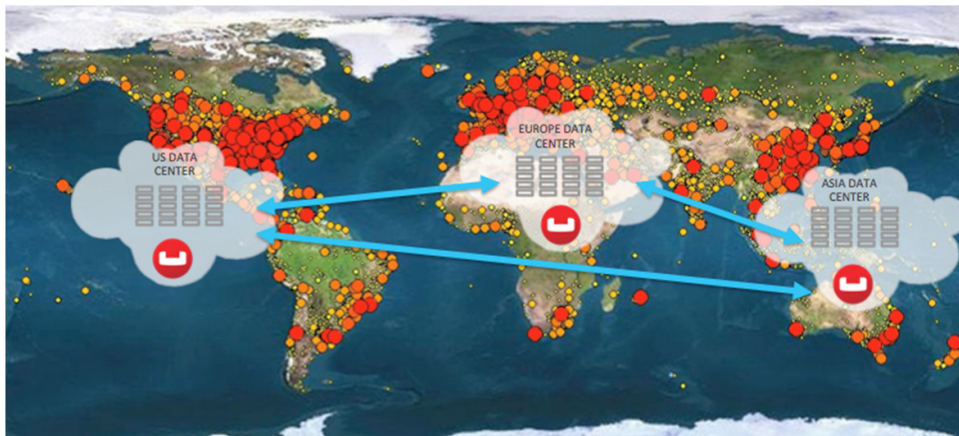 US DATA
CENTER
EUROPE DATA
CENTER
ASIA DATA
CENTER